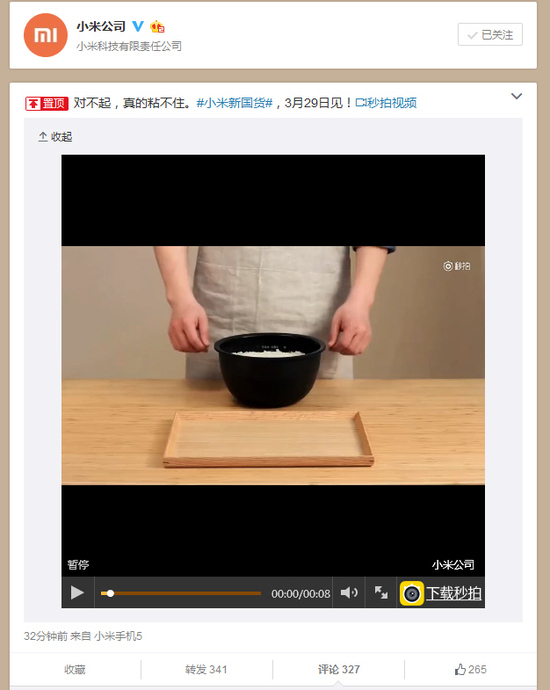 mi
小米公司
小米科技有限责任公司
已关注
置顶 对不起，真的粘不住。#小米新国货#，3月29日见！秒拍视频
收起
秒拍
暂停
小米公司
00:00/00:08
下载秒拍
32分钟前 来自 小米手机5
收藏
转发 341
评论 327
265